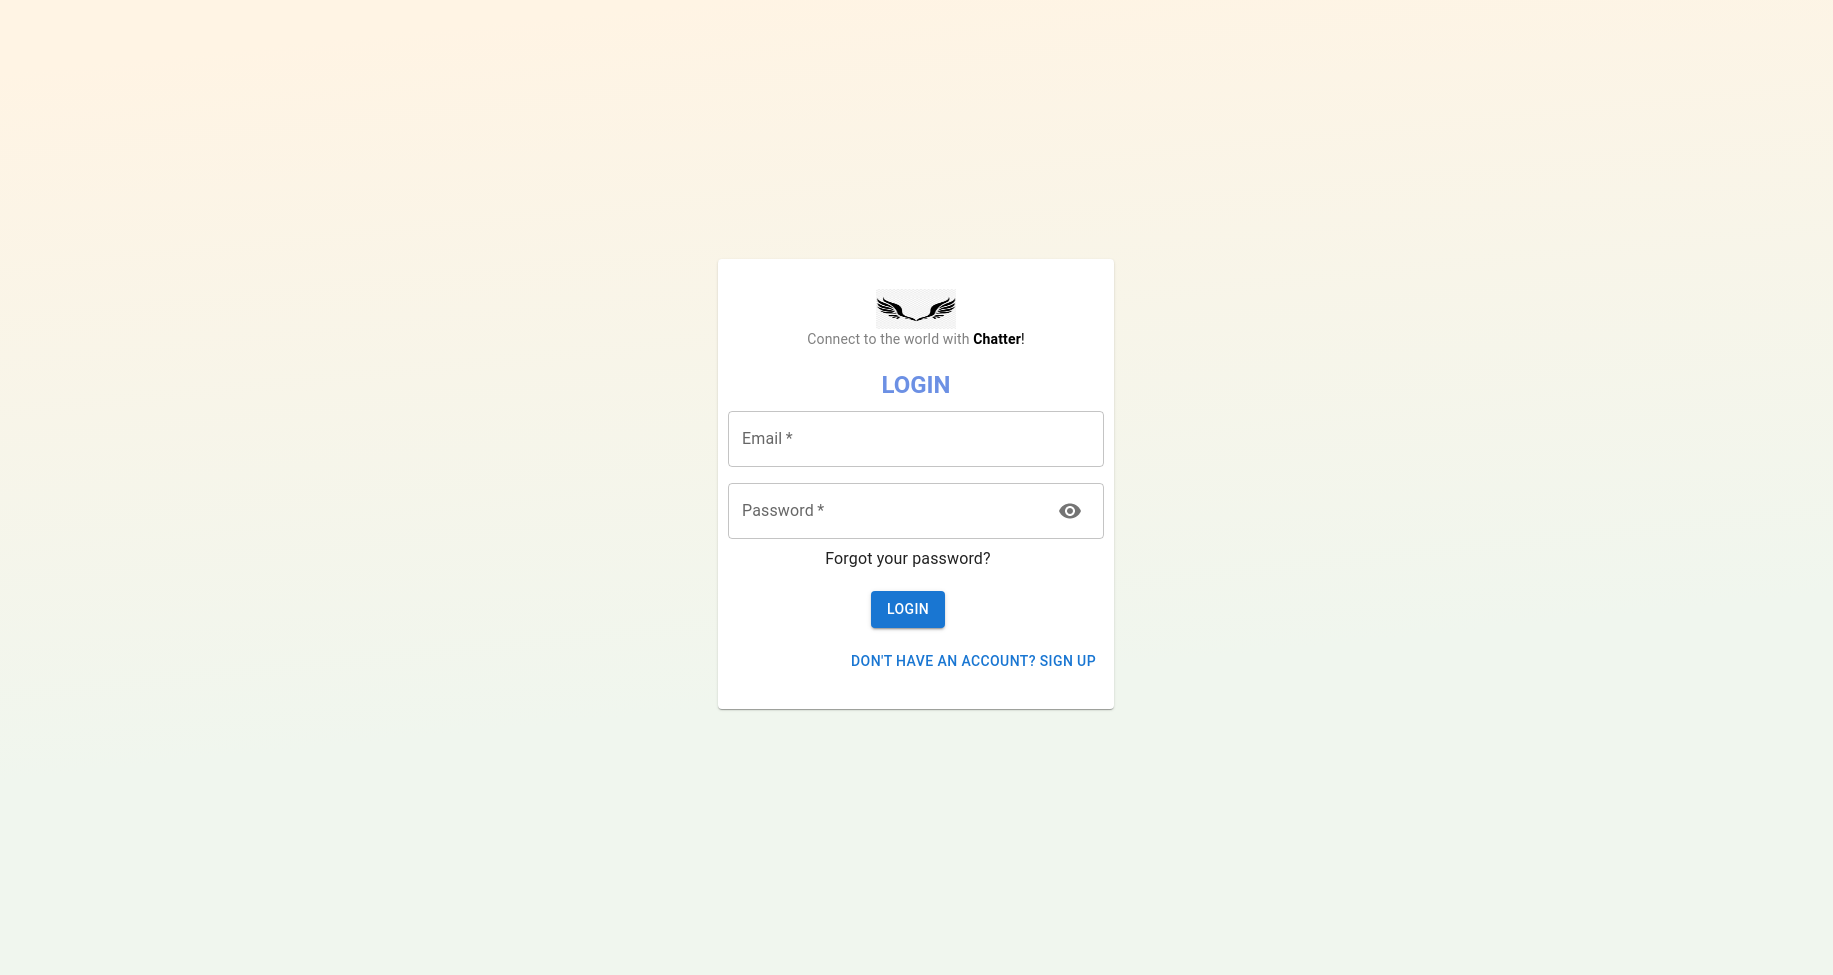 Connect to the world with Chatter!
LOGIN
Email *
Password *
Forgot your password?
LOGIN
DON'T HAVE AN ACCOUNT? SIGN UP